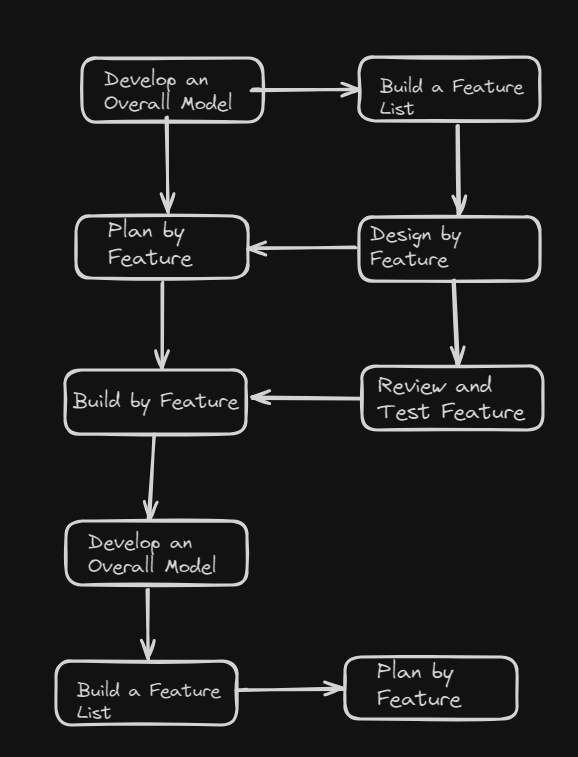 Develop an
Overall Model
Build a Feature
List
Plan by
Feature
Design by
Feature
Build by Feature
Review and
Test Feature
Develop an
Overall Model
Build a Feature
List
Plan by
Feature